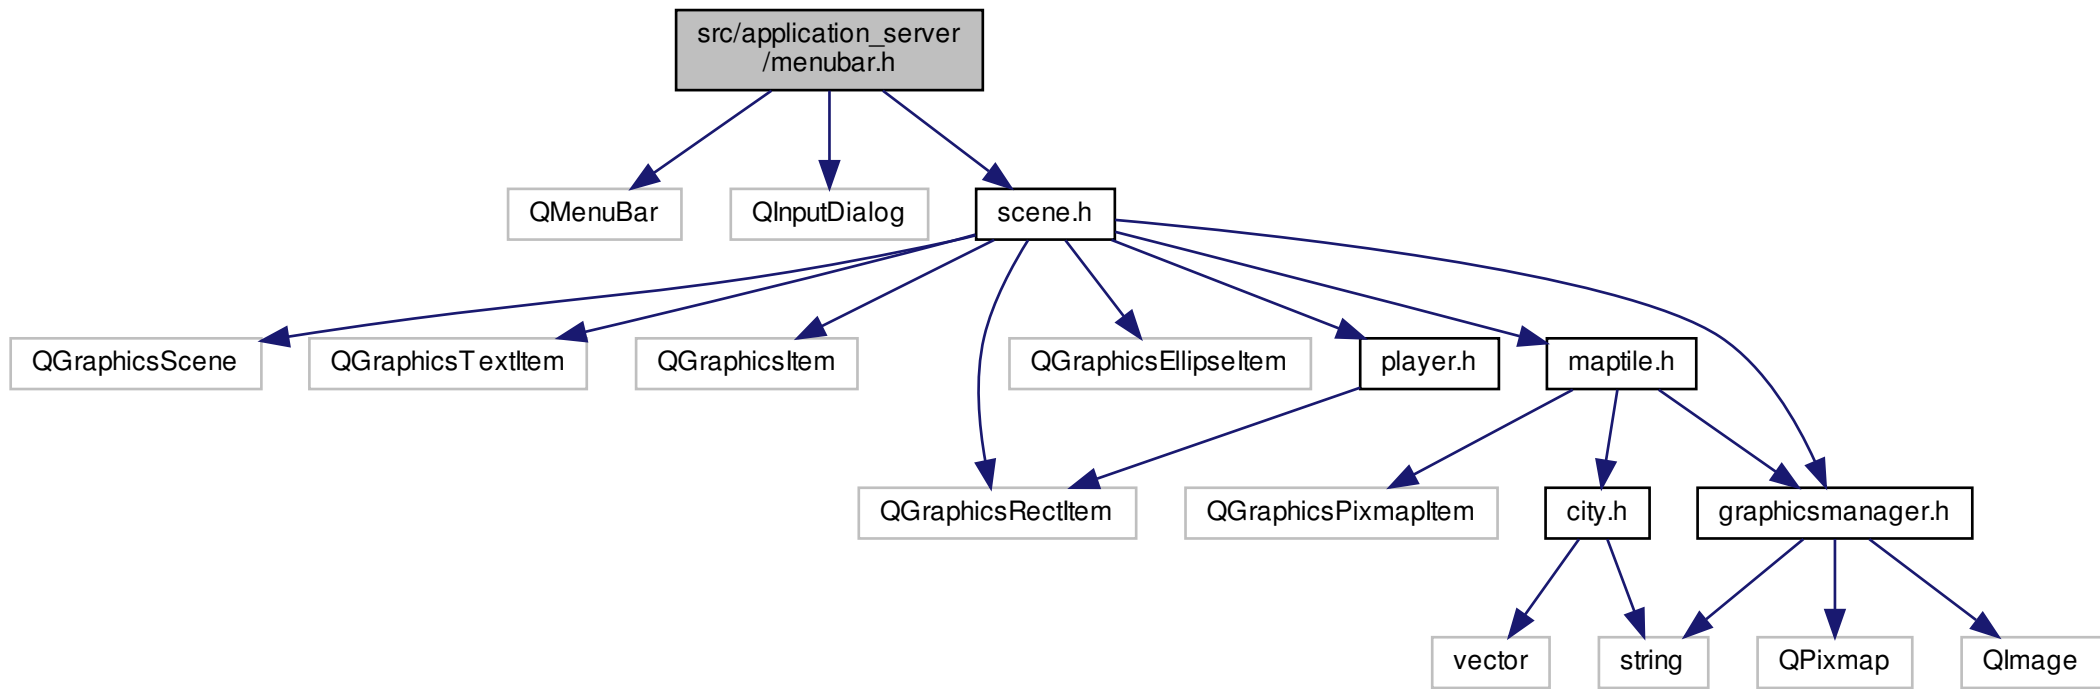 src/application_server
/menubar.h
QMenuBar
QInputDialog
scene.h
QGraphicsScene
QGraphicsTextItem
QGraphicsItem
QGraphicsEllipseItem
player.h
maptile.h
QGraphicsRectItem
QGraphicsPixmapItem
city.h
graphicsmanager.h
vector
string
QPixmap
QImage